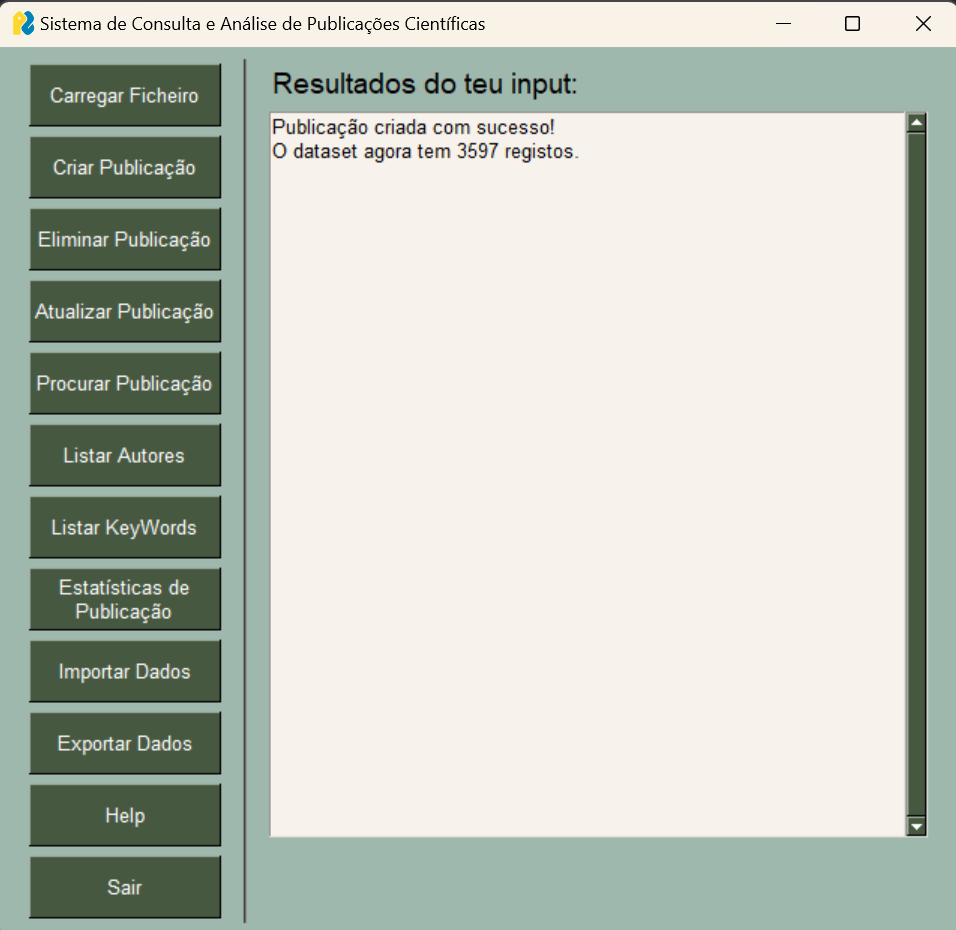 Sistema de Consulta e Análise de Publicações Científicas
Carregar Ficheiro
Criar Publicação
Eliminar Publicação
Atualizar Publicação
Procurar Publicação
Listar Autores
Listar KeyWords
Estatísticas de
Publicação
Importar Dados
Exportar Dados
Help
Sair
Resultados do teu input:
Publicação criada com sucesso!
O dataset agora tem 3597 registos.